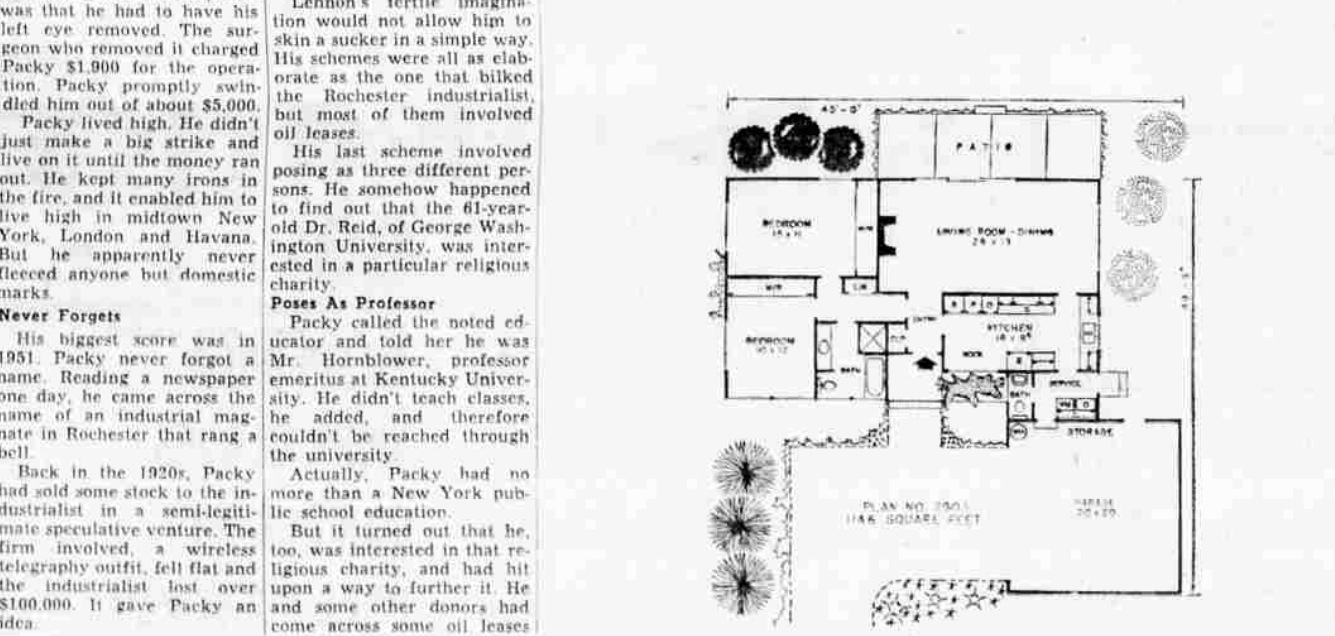 was that he had to have his
left eye removed. The sur-
geon who removed it charged
Packy $1,900 for the opera-
tion. Packy promptly swin-
dled him out of about $5,000.
Packy lived high. He didn't
just make a big strike and
live on it until the money ran
out. He kept many irons in
the fire, and it enabled him to
live high in midtown New
York, London and Havana.
But he apparently never
fleeced anyone but domestic
marks.
Never Forgets
His biggest score was in
1951. Packy never forgot a
name. Reading a newspaper
one day, he came across the
name of an industrial mag-
nate in Rochester that rang a
bell.
Back in the 1920s, Packy
had sold some stock to the in-
dustrialist in a semi-legiti-
mate speculative venture. The
firm involved, a wireless
telegraphy outfit, fell flat and
the industrialist lost over
$100,000. It gave Packy an
idea.
Lennon's fertile imagina-
tion would not allow him to
skin a sucker in a simple way.
His schemes were all as elab-
orate as the one that bilked
the Rochester industrialist,
but most of them involved
oil leases.
His last scheme involved
posing as three different per-
sons. He somehow happened
to find out that the 61-year-
old Dr. Reid, of George Wash-
ington University, was inter-
ested in a particular religious
charity.
Poses As Professor
Packy called the noted ed-
ucator and told her he was
Mr. Hornblower, professor
emeritus at Kentucky Univer-
sity. He didn't teach classes,
he added, and therefore
couldn't be reached through
the university.
Actually, Packy had no
more than a New York pub-
lic school education.
But it turned out that he,
too, was interested in that re-
ligious charity, and had hit
upon a way to further it. He
and some other donors had
come across some oil leases
PATIO
BEDROOM
LIVING ROOM - DINING
ENTRY
KITCHEN
BEDROOM
NOOK
BATH
SERVICE
BATH
STORAGE
PLAN NO.
SQUARE FEET
GARAGE